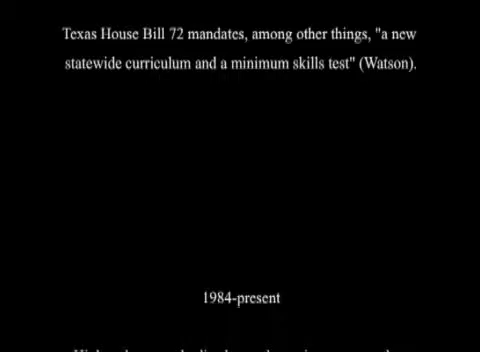 Texas House Bill 72 mandates, among other things, "a new
statewide curriculum and a minimum skills test" (Watson).
1984-present